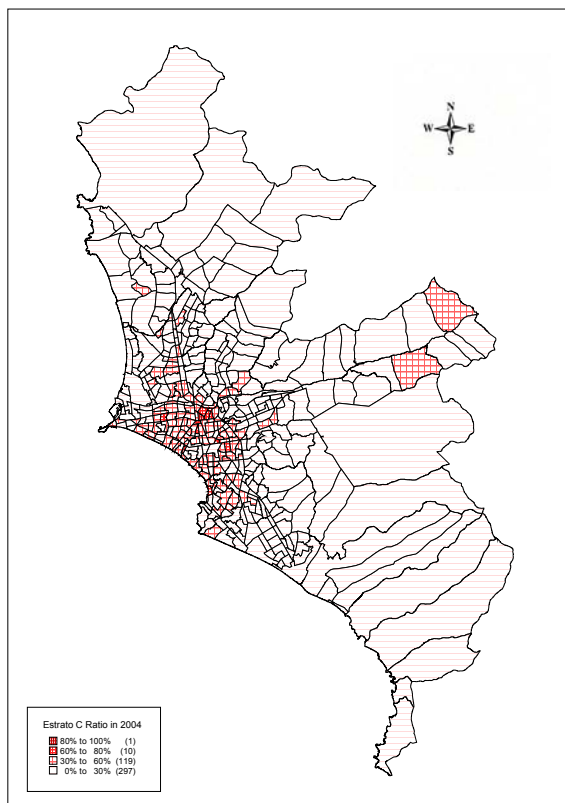 N
W E
S
Estrato C Ratio in 2004
80% to 100% (1)
60% to 80% (10)
30% to 60% (119)
0% to 30% (297)